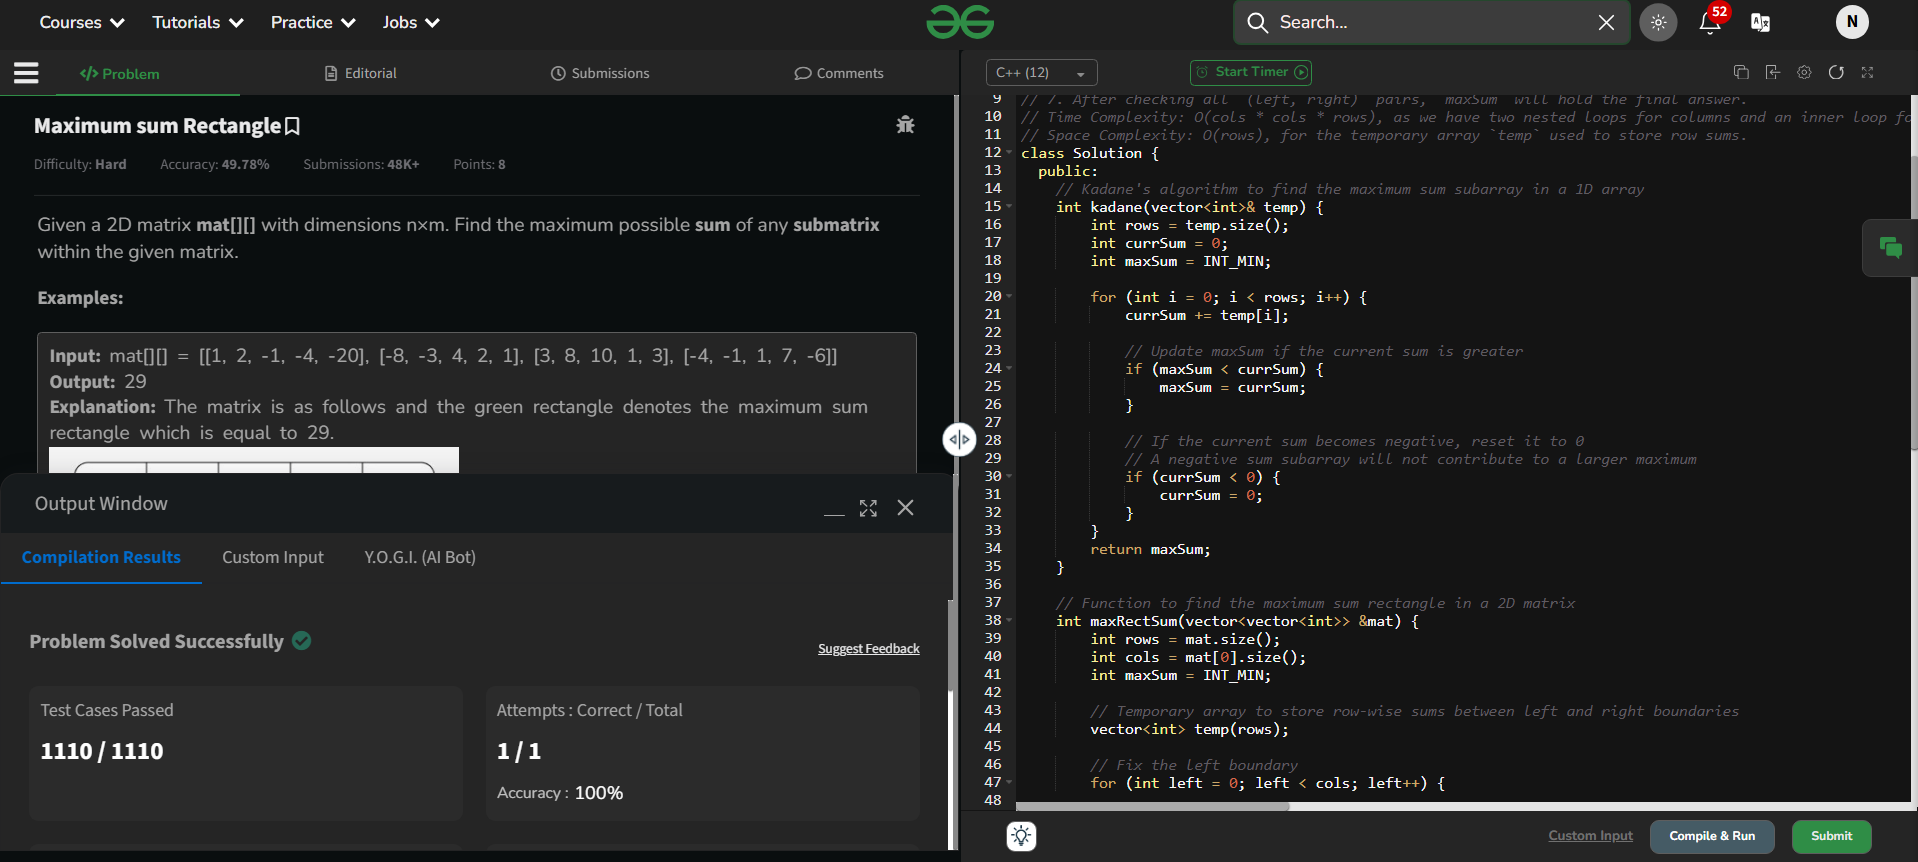 Courses
Tutorials
Practice
Jobs
Search...
52
N
Problem
Editorial
Submissions
Comments
C++ (12)
Start Timer
Maximum sum Rectangle
Difficulty: Hard
Accuracy: 49.78%
Submissions: 48K+
Points: 8
Given a 2D matrix mat[][] with dimensions n×m. Find the maximum possible sum of any submatrix
within the given matrix.
Examples:
Input: mat[][] = [[1, 2, -1, -4, -20], [-8, -3, 4, 2, 1], [3, 8, 10, 1, 3], [-4, -1, 1, 7, -6]]
Output: 29
Explanation: The matrix is as follows and the green rectangle denotes the maximum sum
rectangle which is equal to 29.
Output Window
Compilation Results
Custom Input
Y.O.G.I. (AI Bot)
Problem Solved Successfully
Suggest Feedback
Test Cases Passed
1110 / 1110
Attempts : Correct / Total
1 / 1
Accuracy : 100%
9 // 7. After checking all `(left, right)` pairs, `maxSum` will hold the final answer.
10 // Time Complexity: O(cols * cols * rows), as we have two nested loops for columns and an inner loop fo
11 // Space Complexity: O(rows), for the temporary array `temp` used to store row sums.
12 class Solution {
13 public:
14 // Kadane's algorithm to find the maximum sum subarray in a 1D array
15 int kadane(vector<int>& temp) {
16 int rows = temp.size();
17 int currSum = 0;
18 int maxSum = INT_MIN;
19
20 for (int i = 0; i < rows; i++) {
21 currSum += temp[i];
22
23 // Update maxSum if the current sum is greater
24 if (maxSum < currSum) {
25 maxSum = currSum;
26 }
27
28 // If the current sum becomes negative, reset it to 0
29 // A negative sum subarray will not contribute to a larger maximum
30 if (currSum < 0) {
31 currSum = 0;
32 }
33 }
34 return maxSum;
35 }
36
37 // Function to find the maximum sum rectangle in a 2D matrix
38 int maxRectSum(vector<vector<int>> &mat) {
39 int rows = mat.size();
40 int cols = mat[0].size();
41 int maxSum = INT_MIN;
42
43 // Temporary array to store row-wise sums between left and right boundaries
44 vector<int> temp(rows);
45
46 // Fix the left boundary
47 for (int left = 0; left < cols; left++) {
48
Custom Input
Compile & Run
Submit